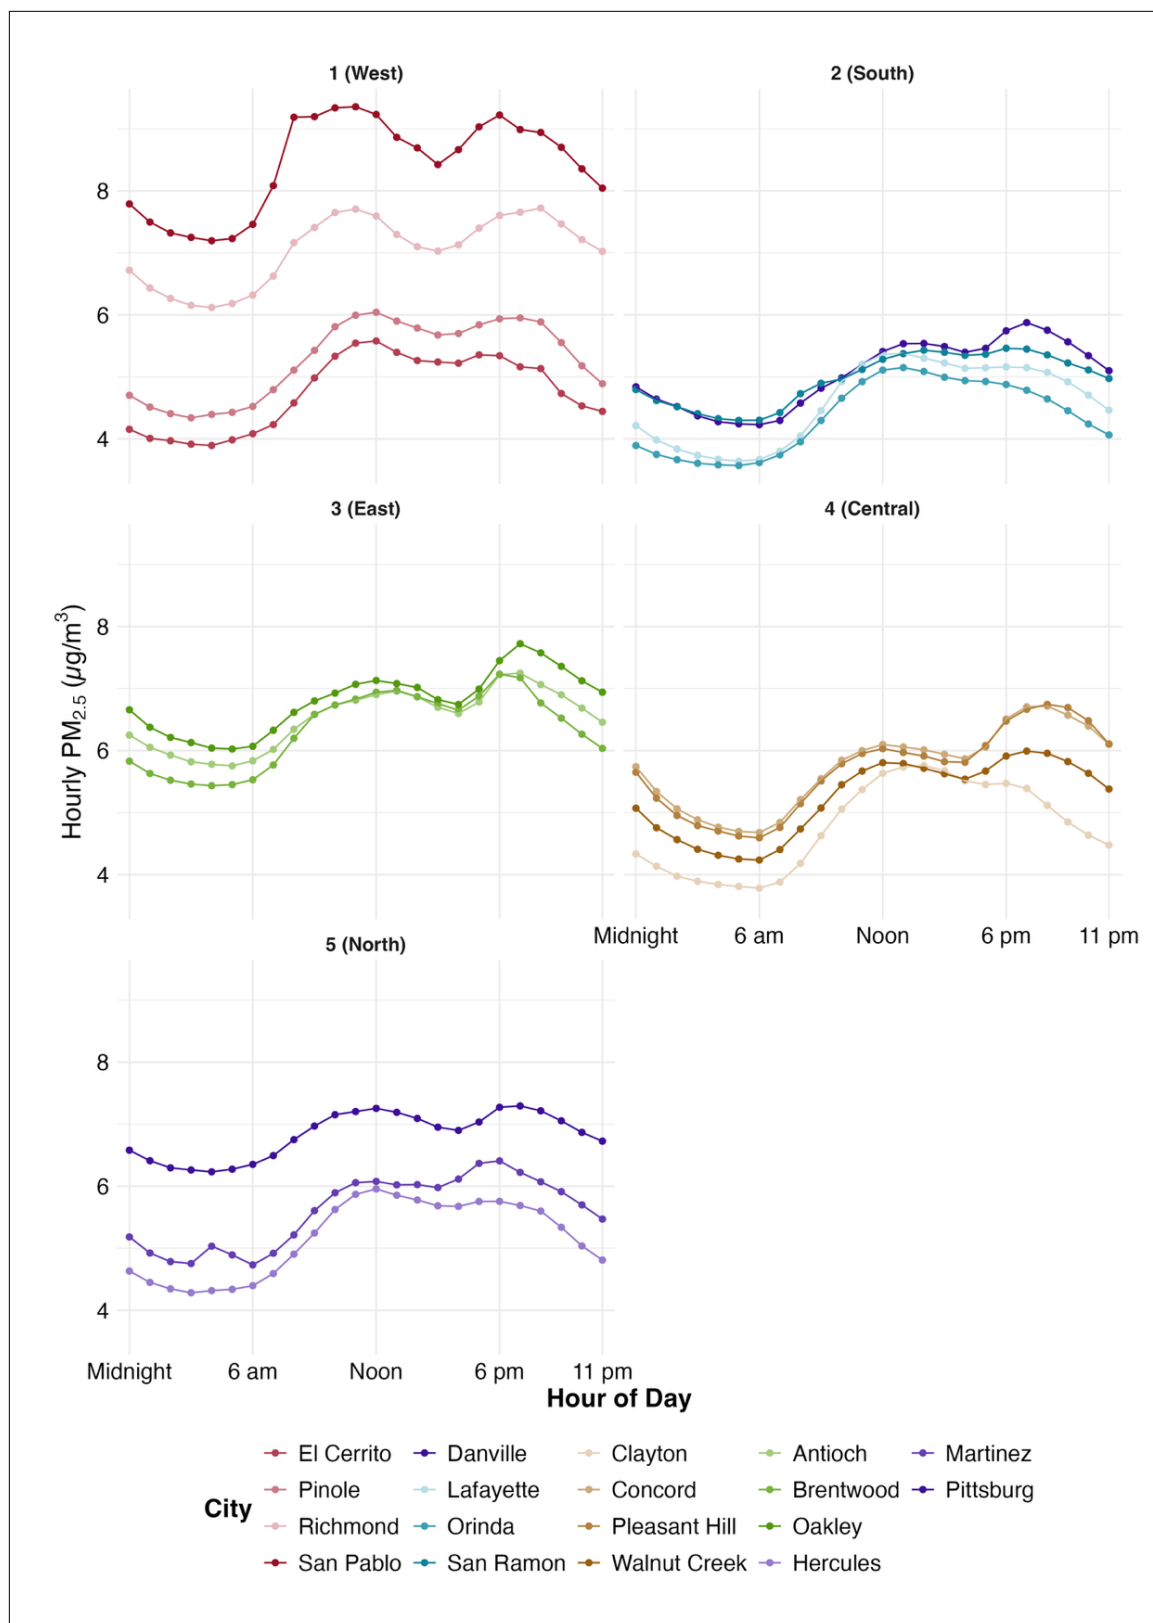 1 (West)
2 (South)
8
6
4
3 (East)
4 (Central)
Hourly PM2.5 (µg/m³)
8
6
4
Midnight 6 am Noon 6 pm 11 pm
5 (North)
8
6
4
Midnight 6 am Noon 6 pm 11 pm
Hour of Day
City
El Cerrito Danville Clayton Antioch Martinez
Pinole Lafayette Concord Brentwood Pittsburg
Richmond Orinda Pleasant Hill Oakley
San Pablo San Ramon Walnut Creek Hercules